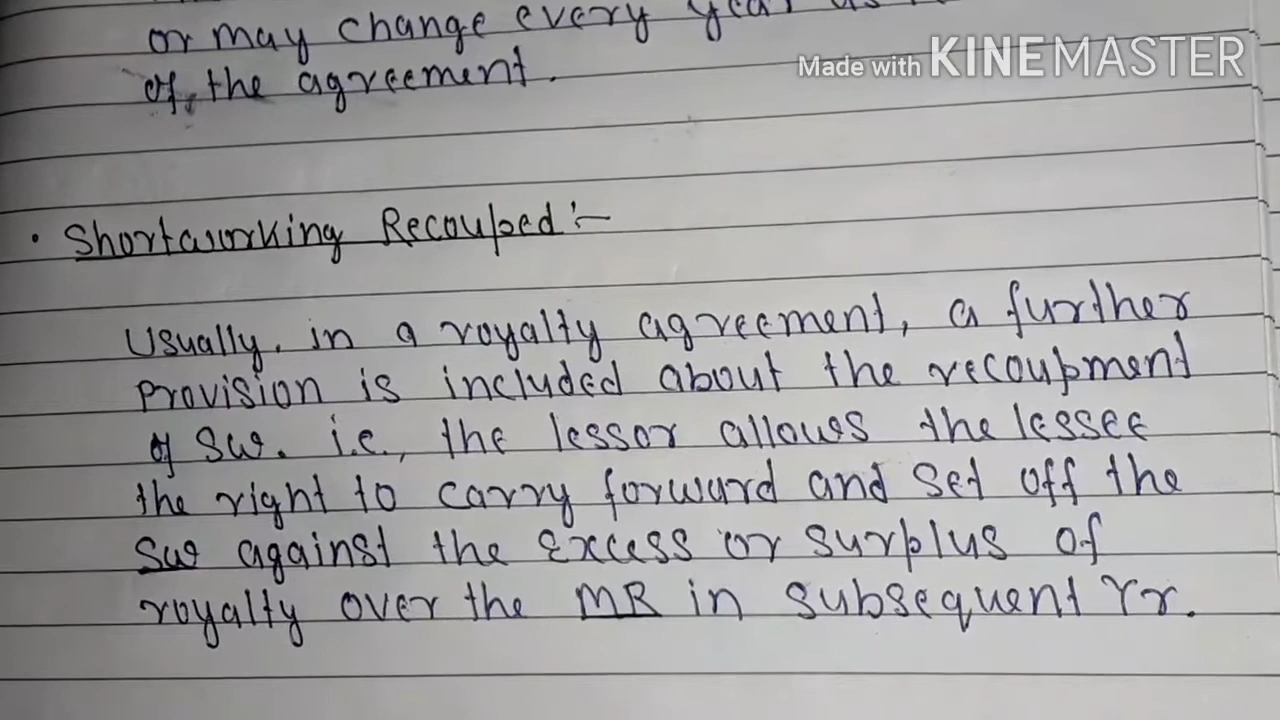 or may change every year as
of the agreement.
Made with KINEMASTER
• Shortworking Recouped :-
Usually, in a royalty agreement, a further
provision is included about the recoupment
of Sw. i.e., the lessor allows the lessee
the right to carry forward and set off the
Sw against the Excess or surplus of
royalty over the MR in subsequent Yr.